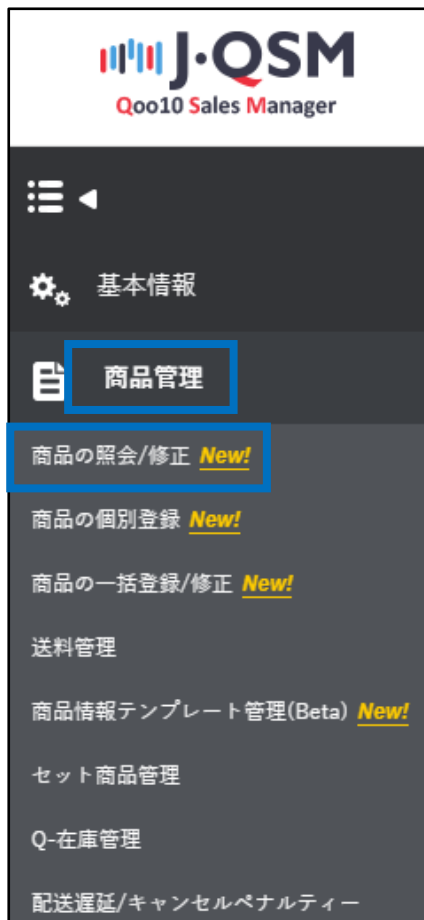 J·QSM
Qoo10 Sales Manager
基本情報
商品管理
商品の照会/修正 New!
商品の個別登録 New!
商品の一括登録/修正 New!
送料管理
商品情報テンプレート管理(Beta) New!
セット商品管理
Q-在庫管理
配送遅延/キャンセルペナルティー